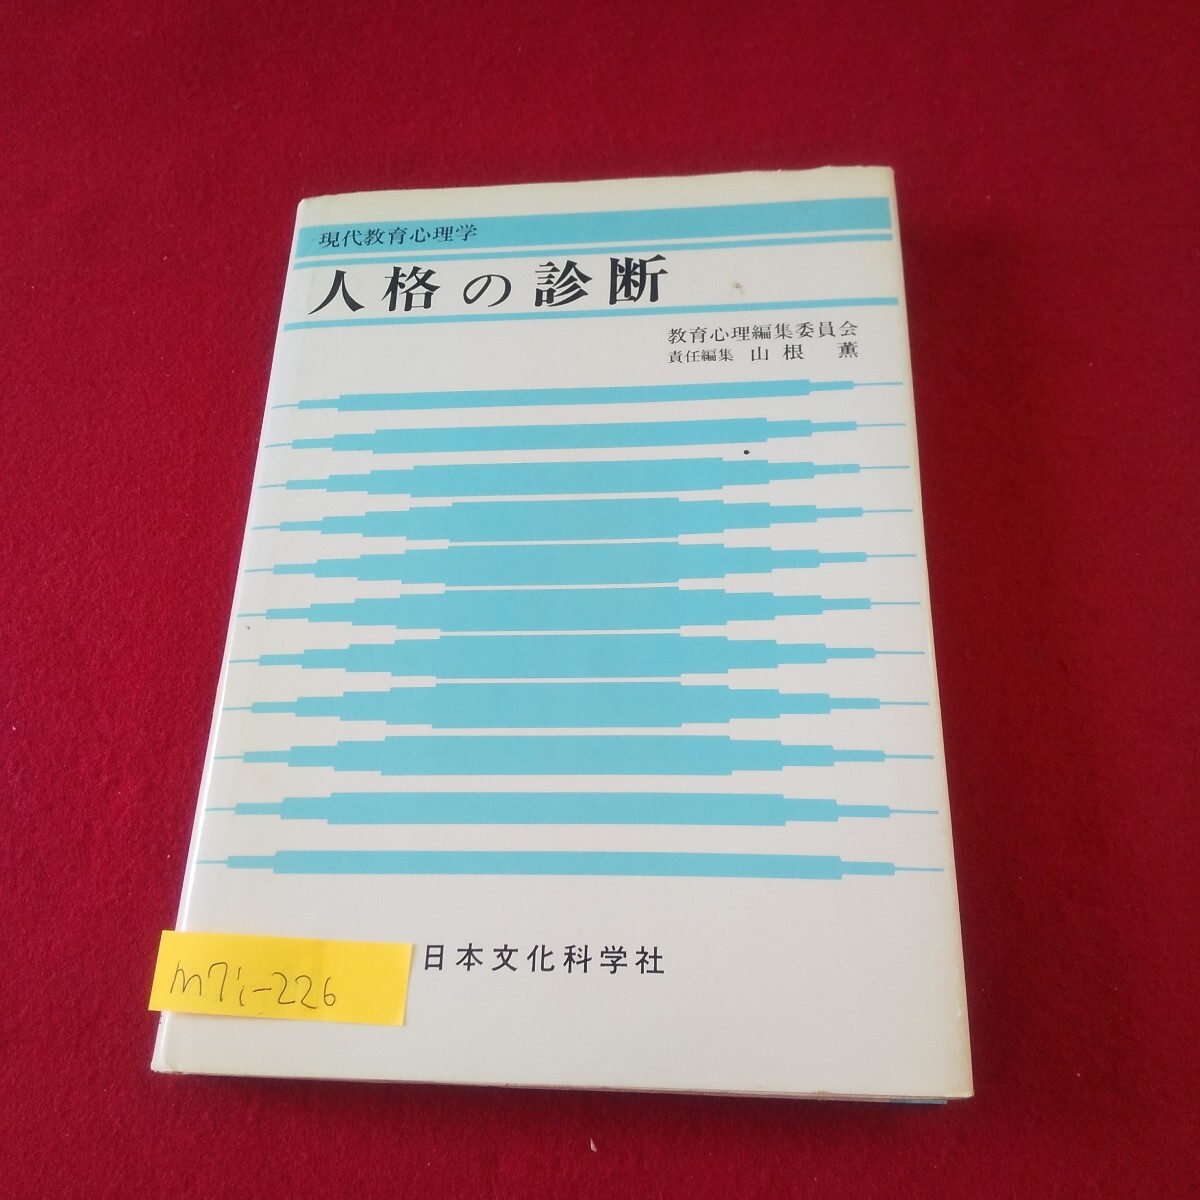 現代教育心理学
人格の診断
教育心理編集委員会
責任編集 山根 薫
日本文化科学社
m7i-226